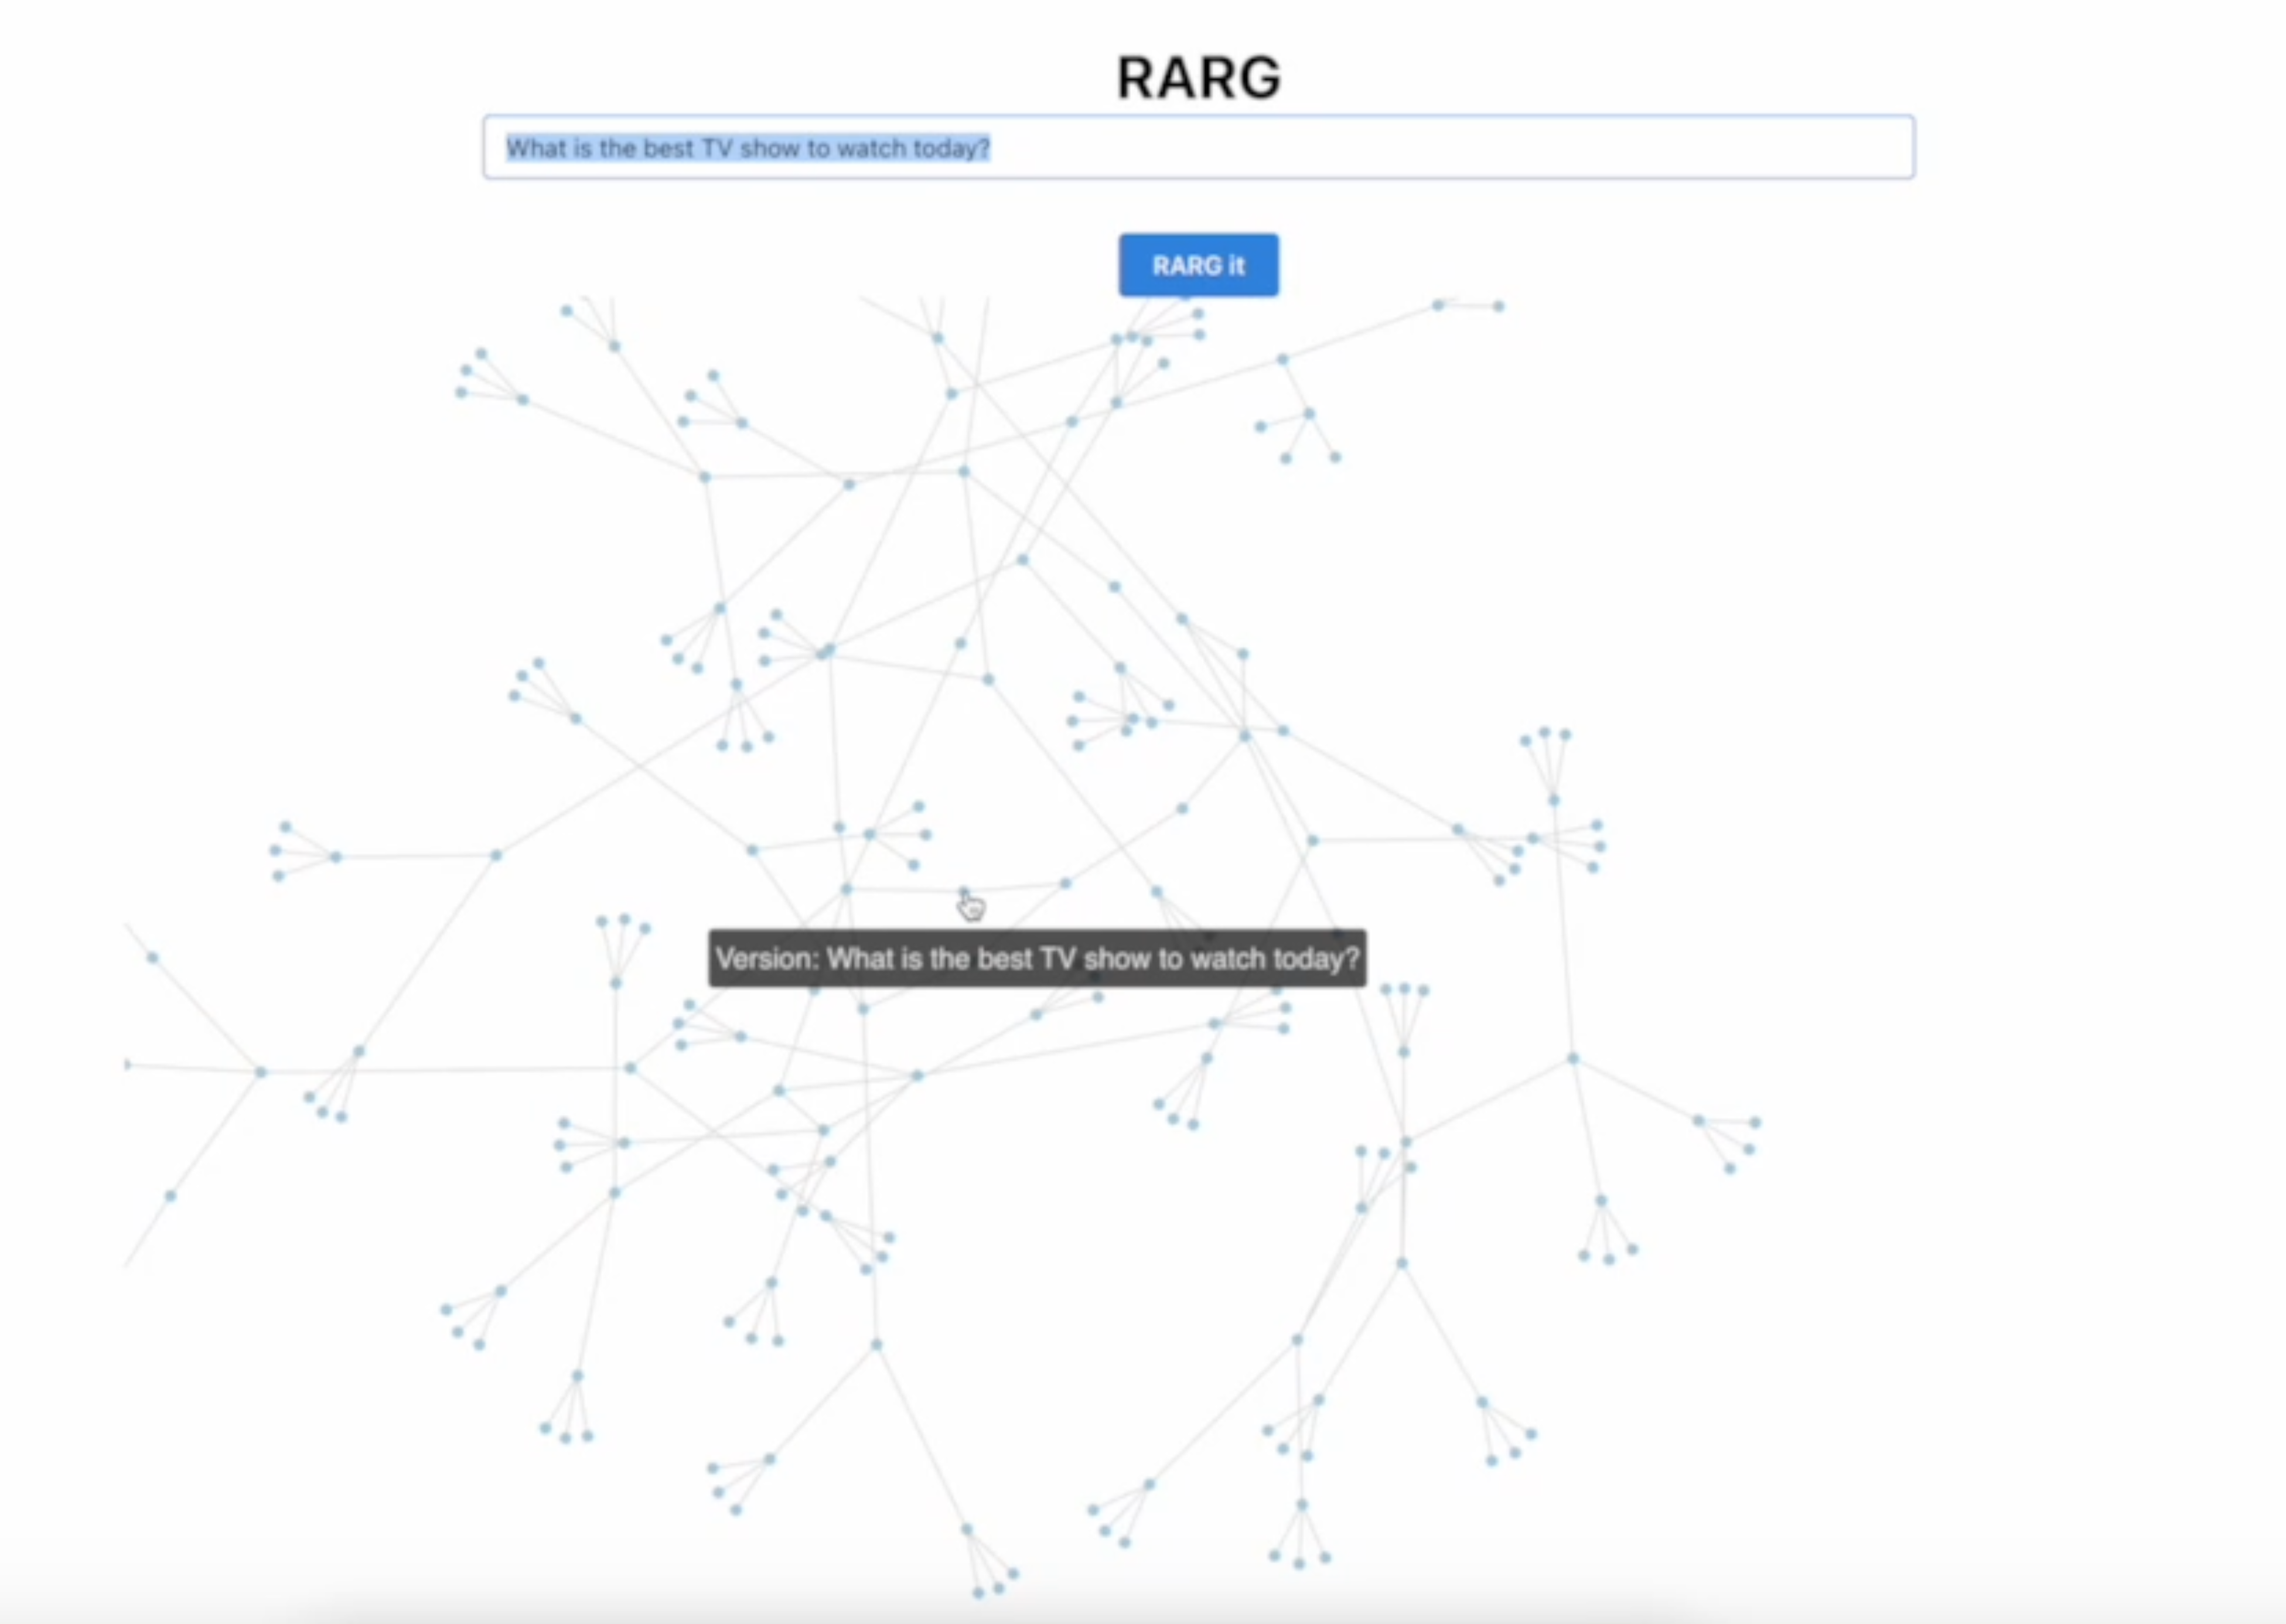 RARG
What is the best TV show to watch today?
RARG it
Version: What is the best TV show to watch today?